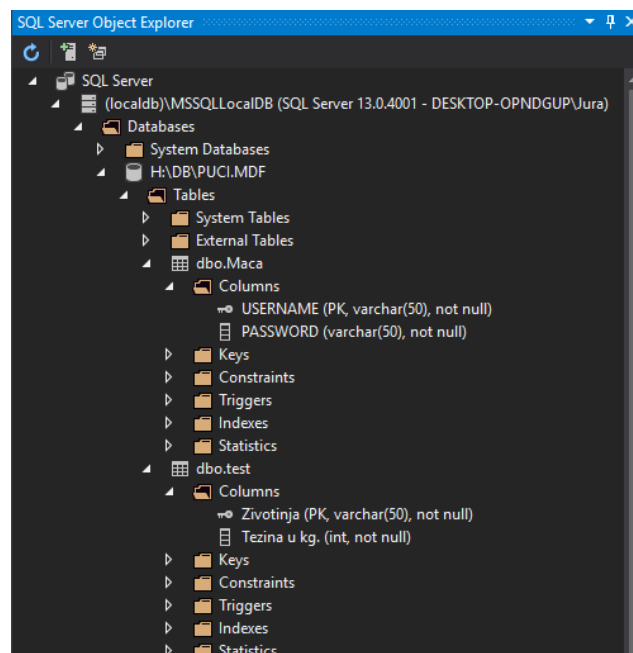 SQL Server Object Explorer
SQL Server
(localdb)\MSSQLLocalDB (SQL Server 13.0.4001 - DESKTOP-OPNDGUP\Jura)
Databases
System Databases
H:\DB\PUCI.MDF
Tables
System Tables
External Tables
dbo.Maca
Columns
USERNAME (PK, varchar(50), not null)
PASSWORD (varchar(50), not null)
Keys
Constraints
Triggers
Indexes
Statistics
dbo.test
Columns
Zivotinja (PK, varchar(50), not null)
Tezina u kg. (int, not null)
Keys
Constraints
Triggers
Indexes
Statistics